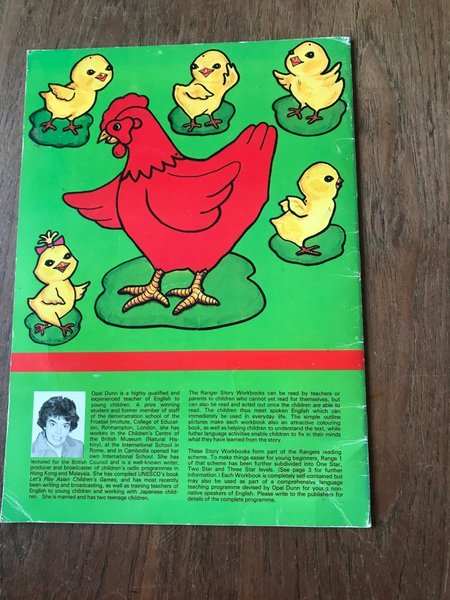 Opal Dunn is a highly qualified and
experienced teacher of English to
young children. A prize winning
student and former member of staff
of the demonstration school of the
Froebel Institute, College of Educat-
ion, Rorhampton, London, she has
worked in the Children's Centre of
the British Museum (Natural His-
tory), at the International School in
Rome, and in Cambodia opened her
own International School. She has
lectured for the British Council and is a well-known writer,
producer and broadcaster of children's radio programmes in
Hong Kong and Malaysia. She has compiled UNESCO's
Let's Play Asian Children's Games, and has most recently
been writing and broadcasting, as well as training teachers of
English to young children and working with Japanese child-
ren. She is married and has two teenage children.
The Ranger Story Workbooks can be read by teachers or
parents to children who cannot yet read for themselves, but
can also be read and acted out once the children are able to
read. The children thus meet spoken English which can
immediately be used in everyday life. The simple outline
pictures make each workbook also an attractive colouring
book, as well as helping children to understand the text, while
futher language activities enable children to fix in their minds
what they have learned from the story.
These Story Workbooks form part of the Rangers reading
scheme. To make things easier for young beginners, Range 1
of the scheme has been further subdivided into One Star,
Two Star and Three Star levels. (See page 3 for further
information.) Each Workbook is completely self-contained but
may also be used as part of a comprehensive language
teaching programme devised by Opal Dunn for young non-
native speakers of English. Please write to the publishers for
details of the complete programme.